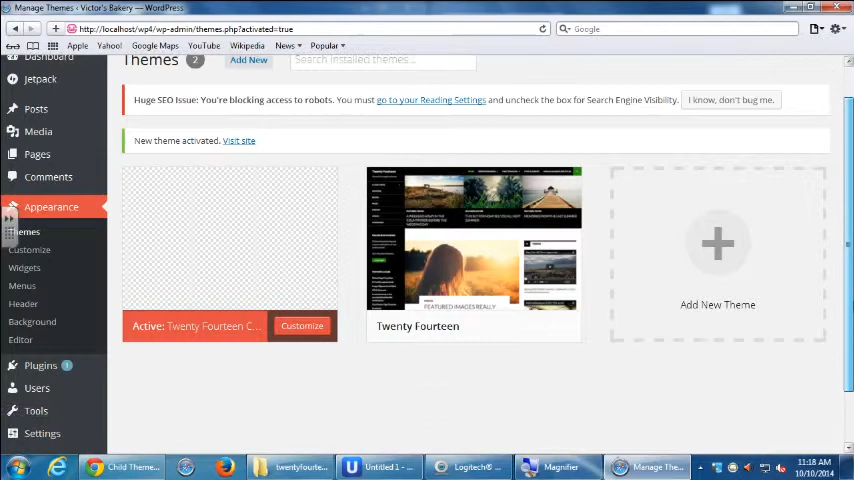 Manage Themes ‹ Victor's Bakery — WordPress
http://localhost/wp4/wp-admin/themes.php?activated=true
Google
Apple Yahoo! Google Maps YouTube Wikipedia News Popular
Dashboard
Jetpack
Posts
Media
Pages
Comments
Appearance
Themes
Customize
Widgets
Menus
Header
Background
Editor
Plugins 1
Users
Tools
Settings
Themes 2 Add New Search installed themes...
Huge SEO Issue: You're blocking access to robots. You must go to your Reading Settings and uncheck the box for Search Engine Visibility. I know, don't bug me.
New theme activated. Visit site
Active: Twenty Fourteen C... Customize
FEATURED IMAGES REALLY
Twenty Fourteen
Add New Theme
Child Theme...
twentyfourte...
Untitled 1 - ...
Logitech® ...
Magnifier
Manage The...
11:18 AM
10/10/2014